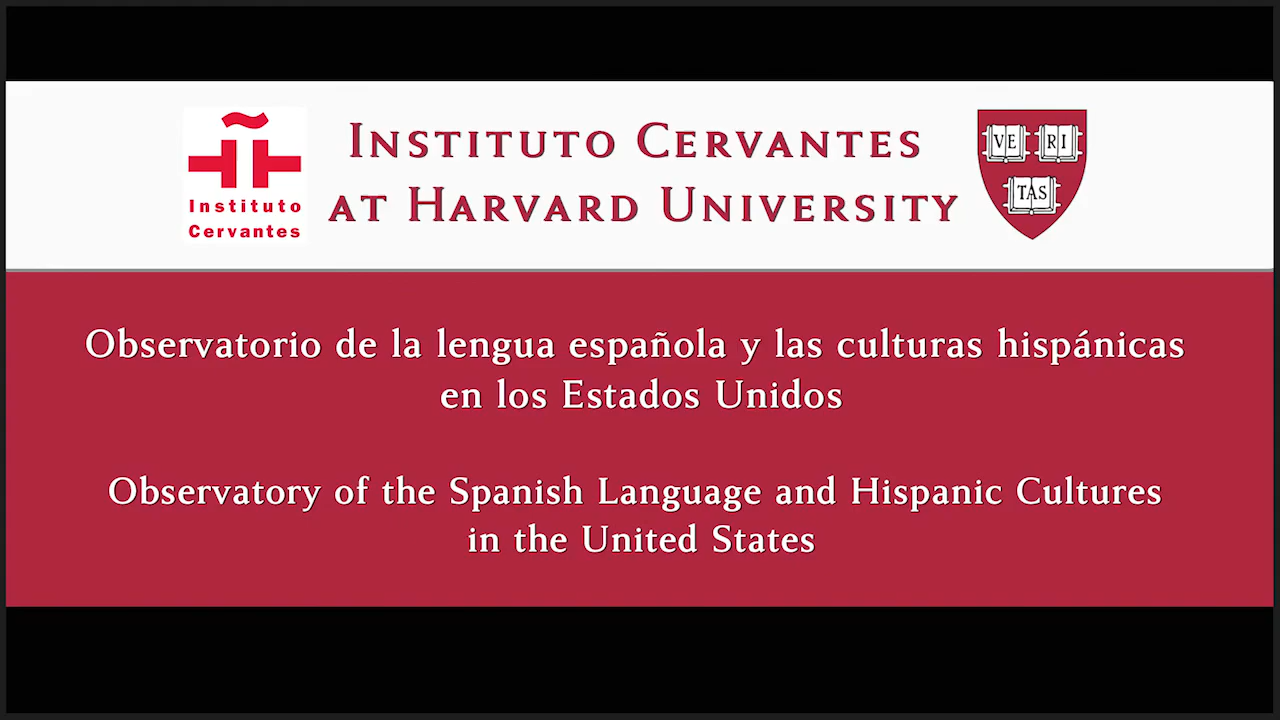 Instituto
Cervantes
INSTITUTO CERVANTES
AT HARVARD UNIVERSITY
VE RI
TAS
Observatorio de la lengua española y las culturas hispánicas
en los Estados Unidos
Observatory of the Spanish Language and Hispanic Cultures
in the United States